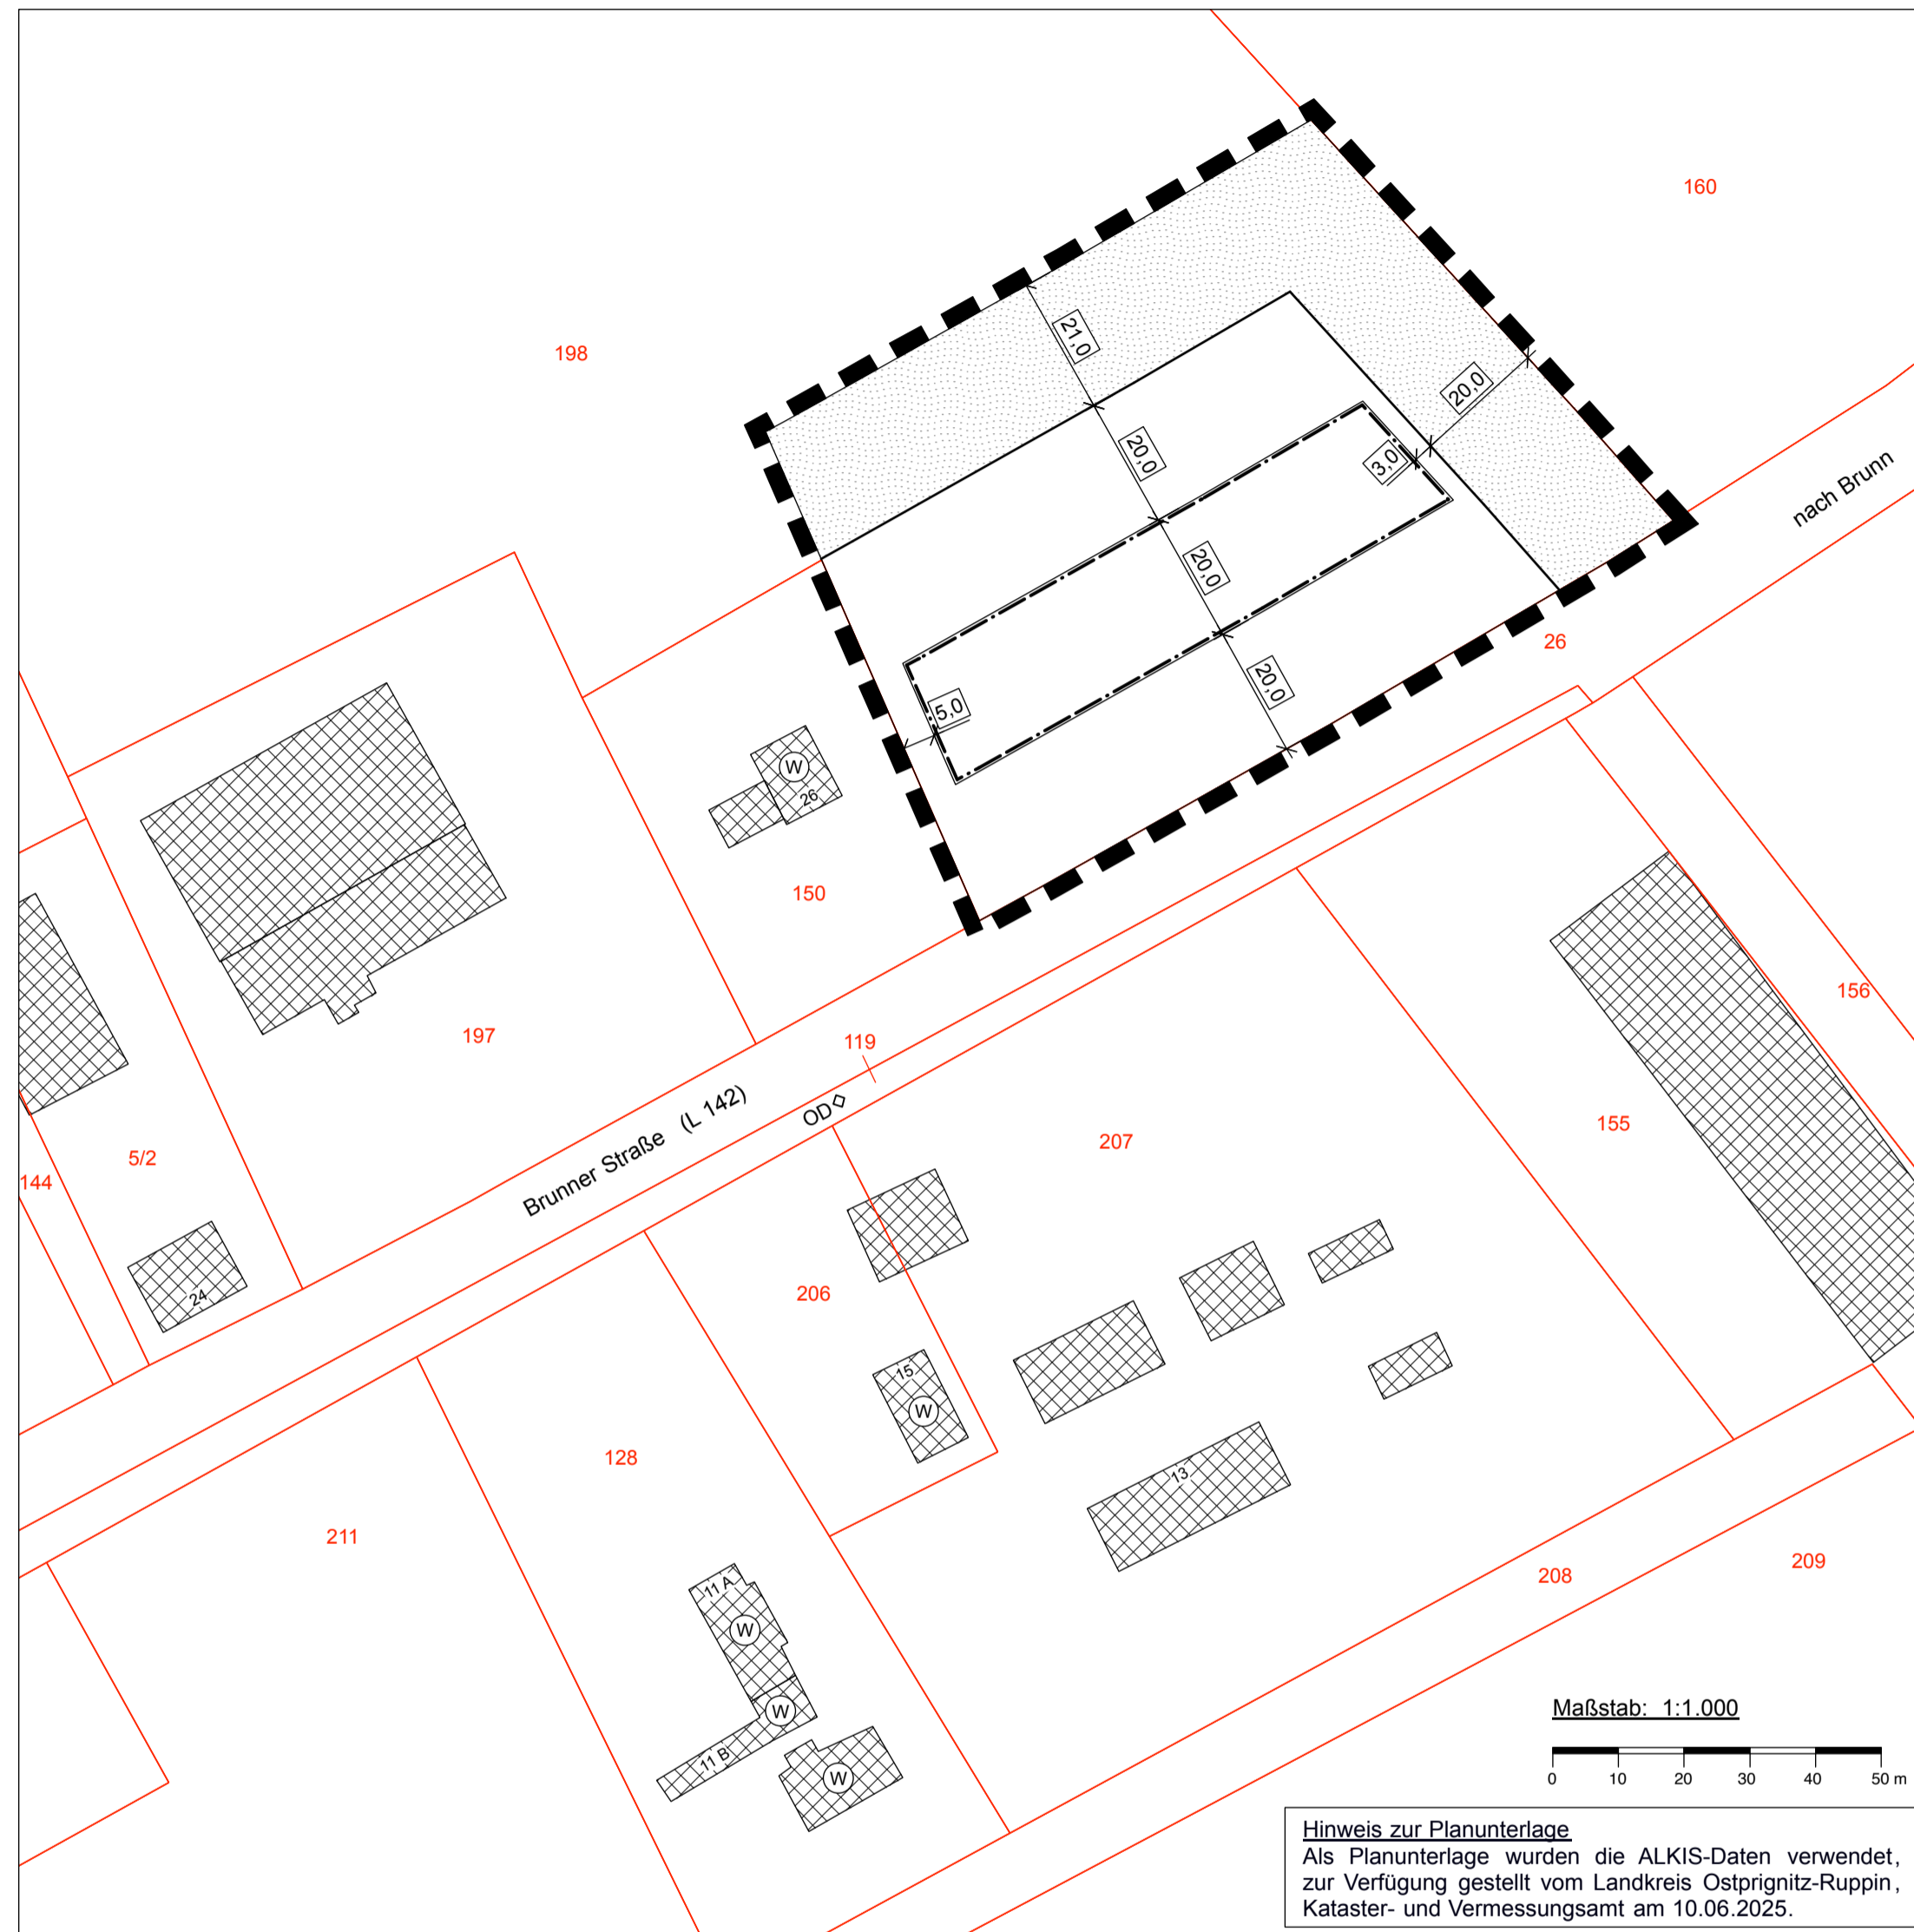 160
198
21,0
20,0
20,0
3,0
nach Brunn
20,0
26
20,0
5,0
W
26
150
156
197
119
Brunner Straße (L 142)
OD
207
155
5/2
144
24
206
15
W
128
13
211
11 A
W
W
11 B
W
208
209
Maßstab: 1:1.000
0 10 20 30 40 50 m
Hinweis zur Planunterlage
Als Planunterlage wurden die ALKIS-Daten verwendet,
zur Verfügung gestellt vom Landkreis Ostprignitz-Ruppin,
Kataster- und Vermessungsamt am 10.06.2025.